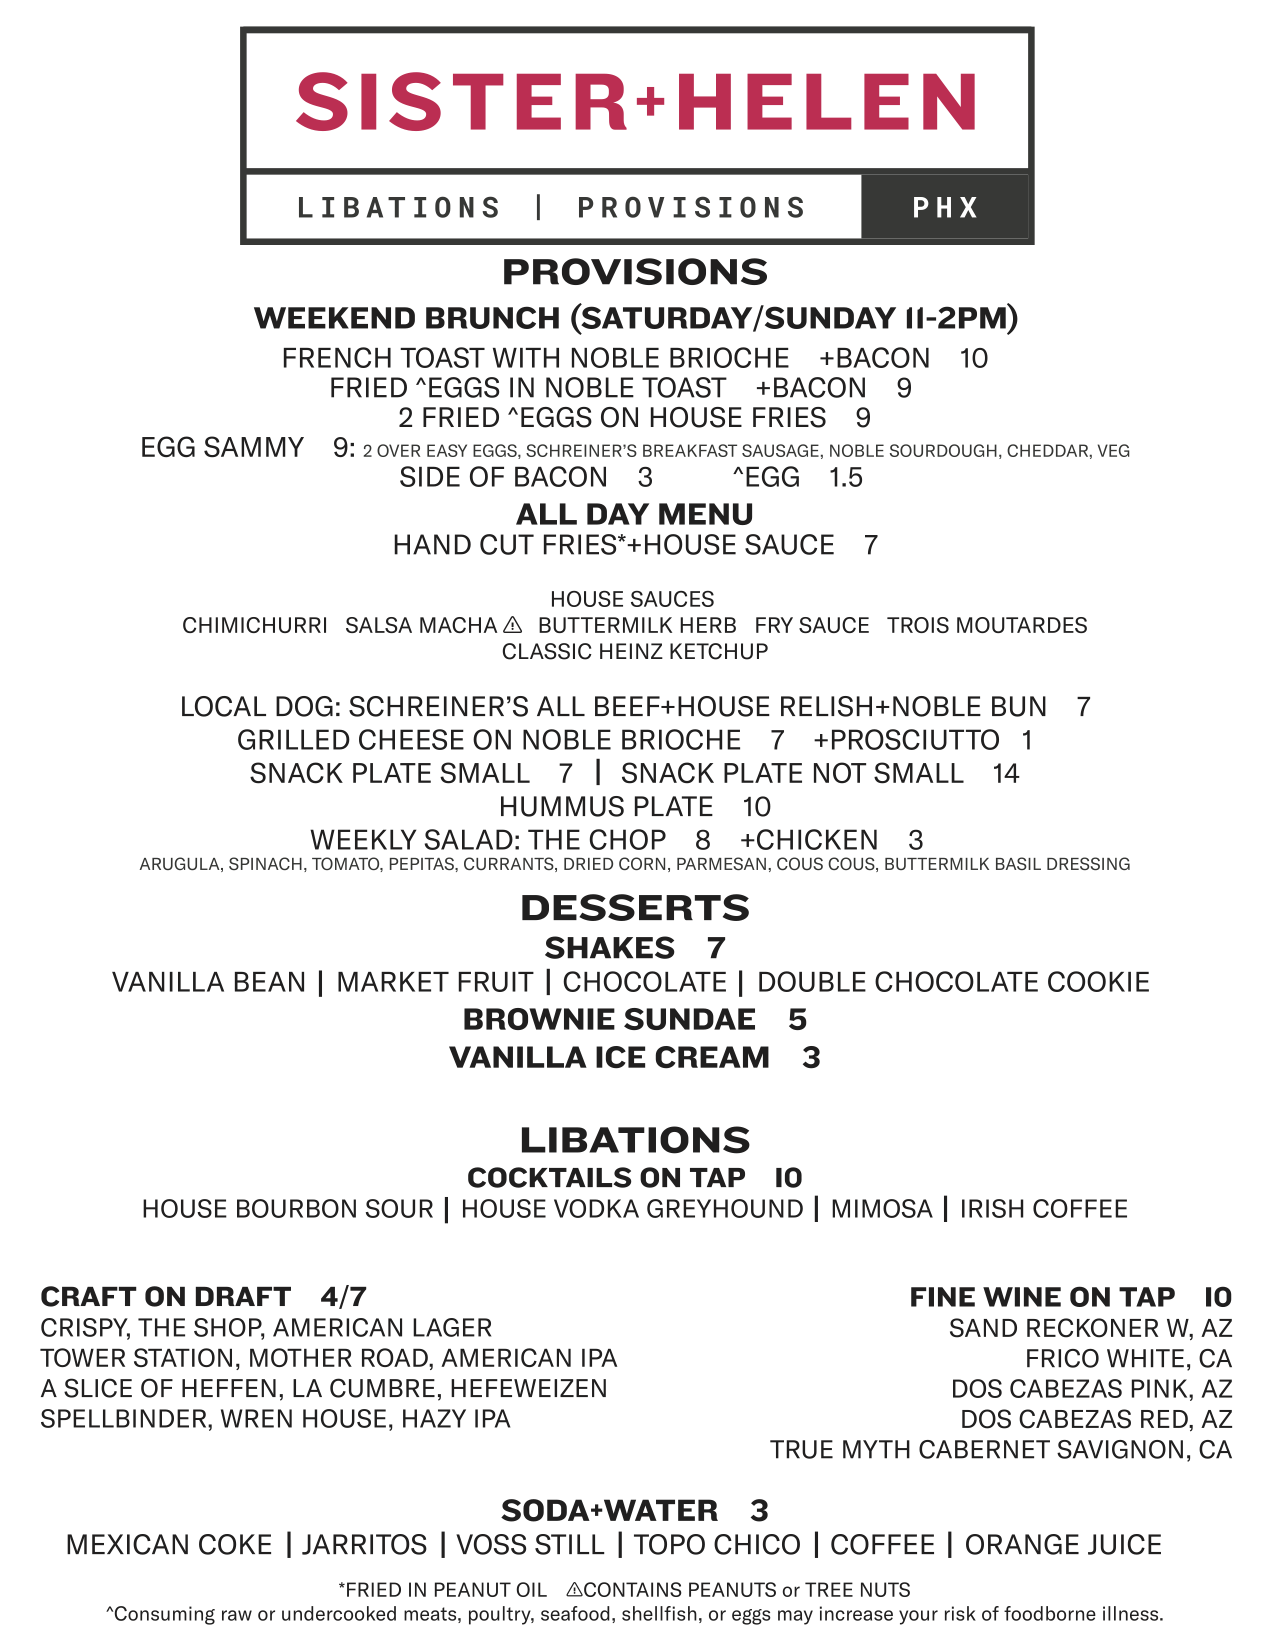 SISTER+HELEN
LIBATIONS | PROVISIONS PHX
PROVISIONS
WEEKEND BRUNCH (SATURDAY/SUNDAY 11-2PM)
FRENCH TOAST WITH NOBLE BRIOCHE +BACON 10
FRIED ^EGGS IN NOBLE TOAST +BACON 9
2 FRIED ^EGGS ON HOUSE FRIES 9
EGG SAMMY 9: 2 OVER EASY EGGS, SCHREINER'S BREAKFAST SAUSAGE, NOBLE SOURDOUGH, CHEDDAR, VEG
SIDE OF BACON 3 ^EGG 1.5
ALL DAY MENU
HAND CUT FRIES*+HOUSE SAUCE 7
HOUSE SAUCES
CHIMICHURRI SALSA MACHA ⚠ BUTTERMILK HERB FRY SAUCE TROIS MOUTARDES
CLASSIC HEINZ KETCHUP
LOCAL DOG: SCHREINER'S ALL BEEF+HOUSE RELISH+NOBLE BUN 7
GRILLED CHEESE ON NOBLE BRIOCHE 7 +PROSCIUTTO 1
SNACK PLATE SMALL 7 | SNACK PLATE NOT SMALL 14
HUMMUS PLATE 10
WEEKLY SALAD: THE CHOP 8 +CHICKEN 3
ARUGULA, SPINACH, TOMATO, PEPITAS, CURRANTS, DRIED CORN, PARMESAN, COUS COUS, BUTTERMILK BASIL DRESSING
DESSERTS
SHAKES 7
VANILLA BEAN | MARKET FRUIT | CHOCOLATE | DOUBLE CHOCOLATE COOKIE
BROWNIE SUNDAE 5
VANILLA ICE CREAM 3
LIBATIONS
COCKTAILS ON TAP 10
HOUSE BOURBON SOUR | HOUSE VODKA GREYHOUND | MIMOSA | IRISH COFFEE
CRAFT ON DRAFT 4/7
CRISPY, THE SHOP, AMERICAN LAGER
TOWER STATION, MOTHER ROAD, AMERICAN IPA
A SLICE OF HEFFEN, LA CUMBRE, HEFEWEIZEN
SPELLBINDER, WREN HOUSE, HAZY IPA
FINE WINE ON TAP 10
SAND RECKONER W, AZ
FRICO WHITE, CA
DOS CABEZAS PINK, AZ
DOS CABEZAS RED, AZ
TRUE MYTH CABERNET SAVIGNON, CA
SODA+WATER 3
MEXICAN COKE | JARRITOS | VOSS STILL | TOPO CHICO | COFFEE | ORANGE JUICE
*FRIED IN PEANUT OIL ⚠CONTAINS PEANUTS or TREE NUTS
^Consuming raw or undercooked meats, poultry, seafood, shellfish, or eggs may increase your risk of foodborne illness.